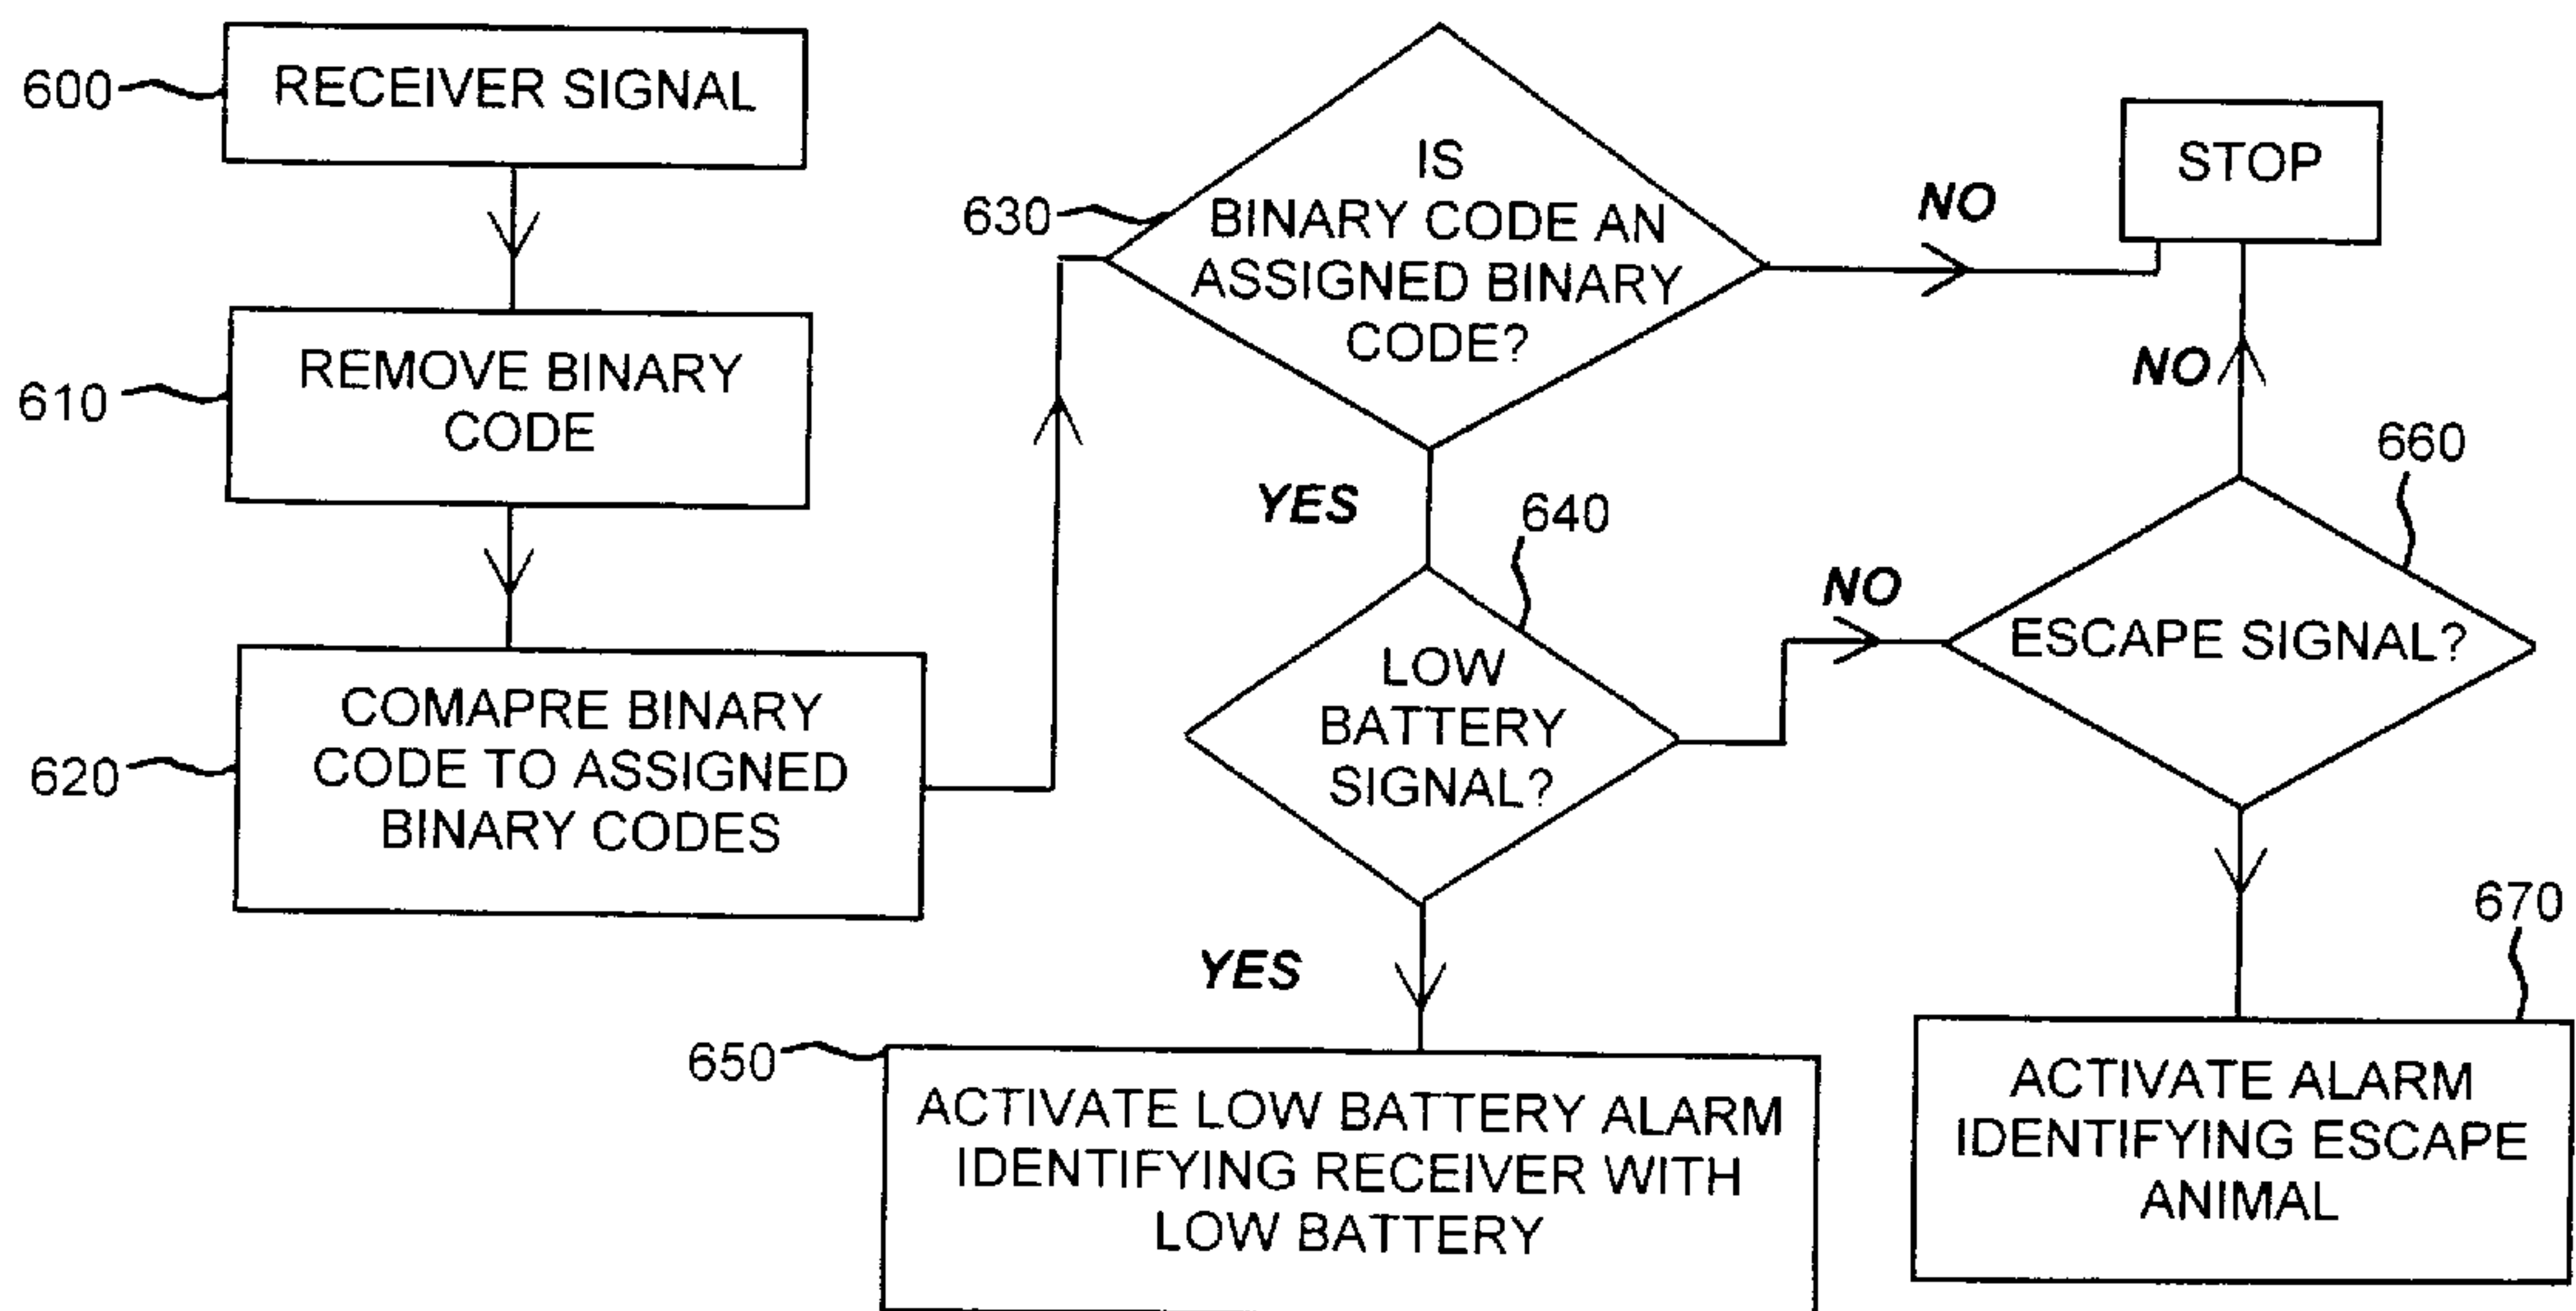 600
RECEIVER SIGNAL
610
REMOVE BINARY
CODE
620
COMAPRE BINARY
CODE TO ASSIGNED
BINARY CODES
630
IS
BINARY CODE AN
ASSIGNED BINARY
CODE?
NO
STOP
YES
640
LOW
BATTERY
SIGNAL?
NO
660
ESCAPE SIGNAL?
NO
YES
650
ACTIVATE LOW BATTERY ALARM
IDENTIFYING RECEIVER WITH
LOW BATTERY
670
ACTIVATE ALARM
IDENTIFYING ESCAPE
ANIMAL